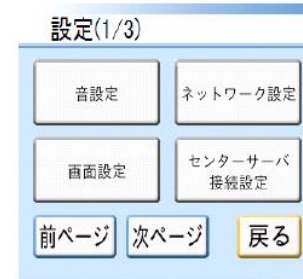 設定(1/3)
音設定
ネットワーク設定
画面設定
センターサーバ
接続設定
前ページ
次ページ
戻る